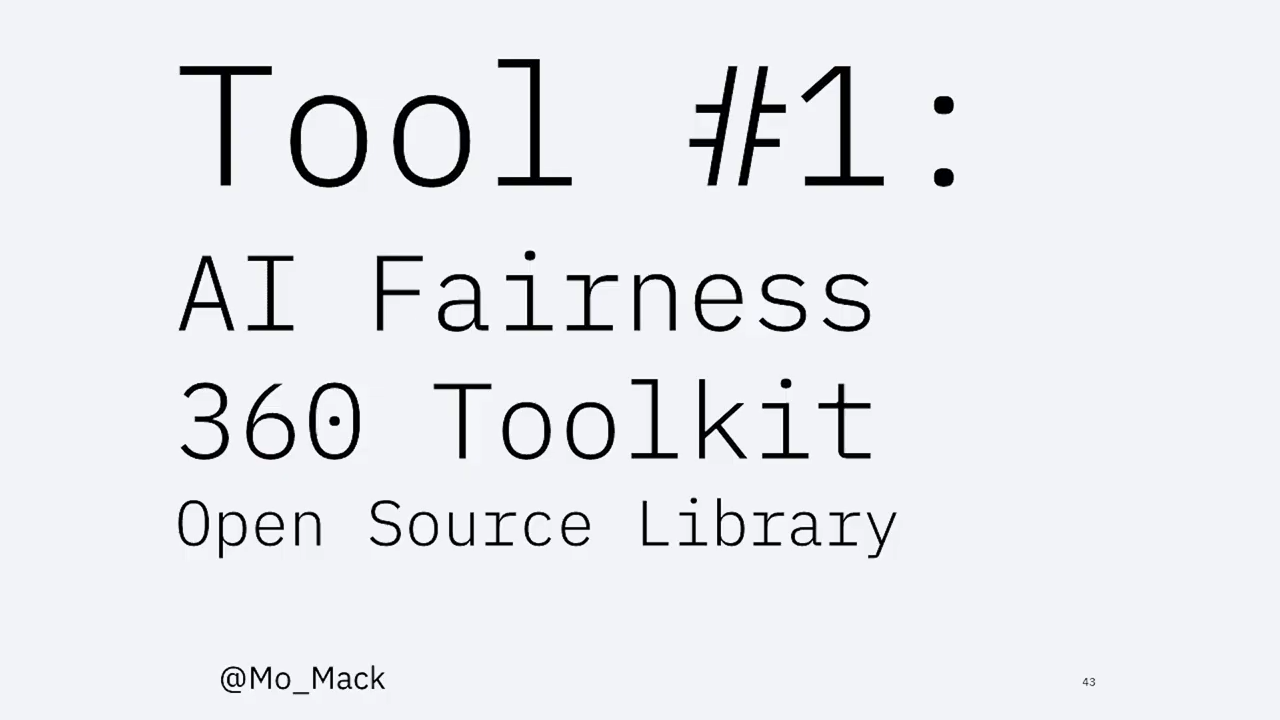 Tool #1:
AI Fairness
360 Toolkit
Open Source Library
@Mo_Mack
43